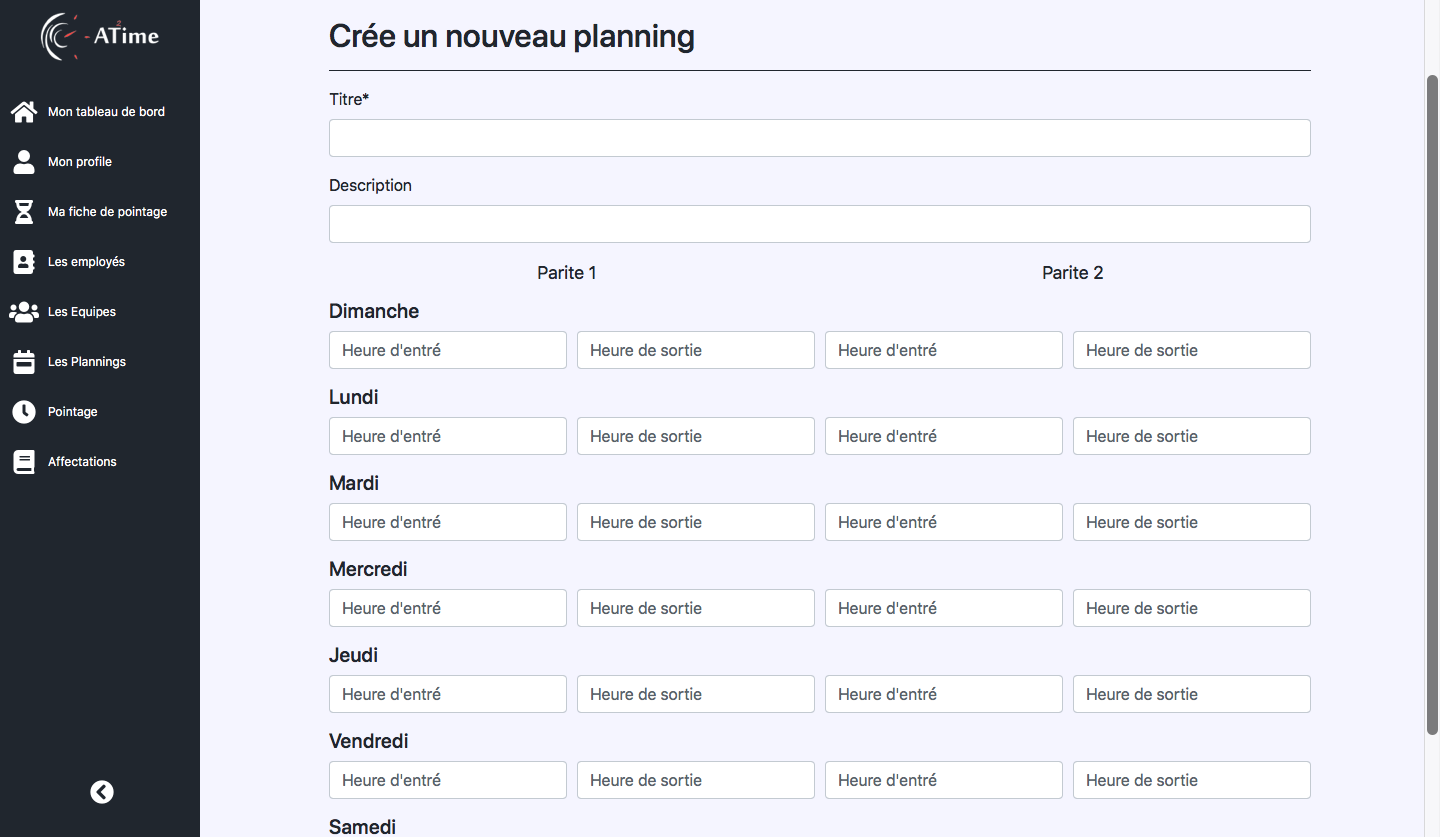 - AT²ime
Mon tableau de bord
Mon profile
Ma fiche de pointage
Les employés
Les Equipes
Les Plannings
Pointage
Affectations
Crée un nouveau planning
Titre*
Description
Parite 1 Parite 2
Dimanche
Heure d'entré Heure de sortie Heure d'entré Heure de sortie
Lundi
Heure d'entré Heure de sortie Heure d'entré Heure de sortie
Mardi
Heure d'entré Heure de sortie Heure d'entré Heure de sortie
Mercredi
Heure d'entré Heure de sortie Heure d'entré Heure de sortie
Jeudi
Heure d'entré Heure de sortie Heure d'entré Heure de sortie
Vendredi
Heure d'entré Heure de sortie Heure d'entré Heure de sortie
Samedi